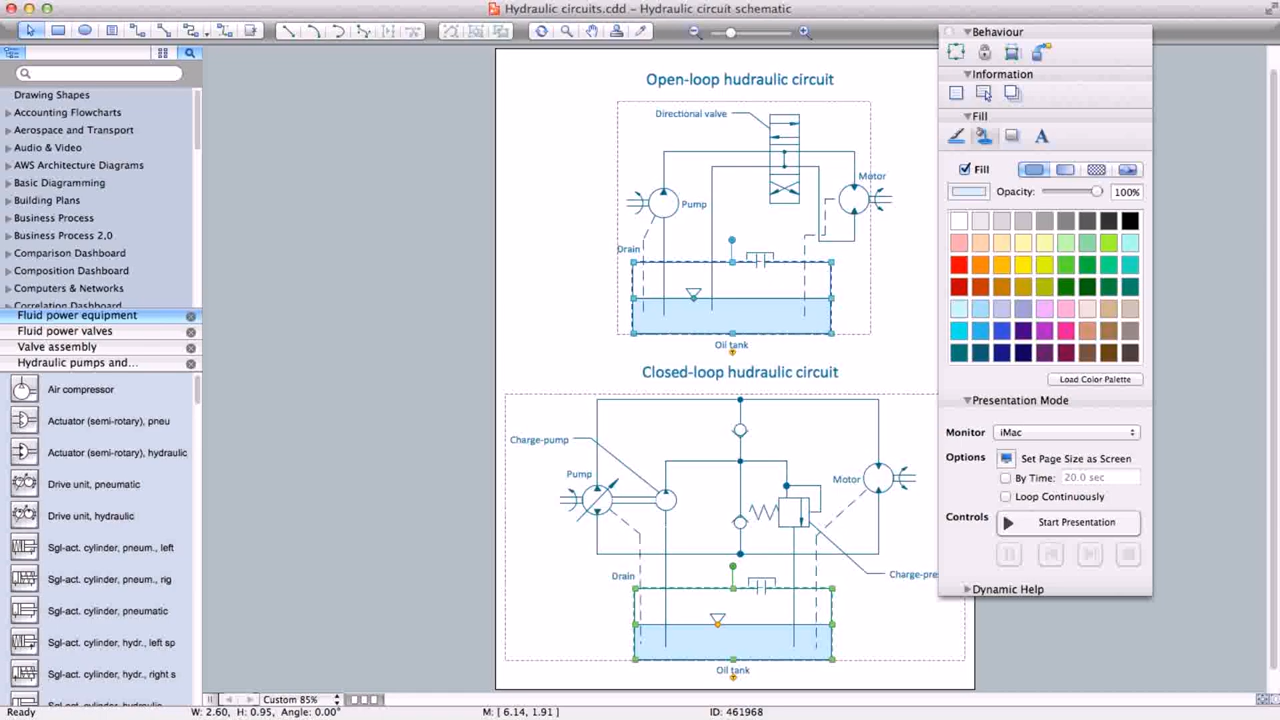 Hydraulic circuits.cdd – Hydraulic circuit schematic
Drawing Shapes
Accounting Flowcharts
Aerospace and Transport
Audio & Video
AWS Architecture Diagrams
Basic Diagramming
Building Plans
Business Process
Business Process 2,0
Comparison Dashboard
Composition Dashboard
Computers & Networks
Correlation Dashboard
Fluid power equipment
Fluid power valves
Valve assembly
Hydraulic pumps and...
Air compressor
Actuator (semi-rotary), pneu
Actuator (semi-rotary), hydraulic
Drive unit, pneumatic
Drive unit, hydraulic
Sgl-act. cylinder, pneum., left
Sgl-act. cylinder, pneum., rig
Sgl-act. cylinder, pneumatic
Sgl-act. cylinder, hydr., left sp
Sgl-act. cylinder, hydr., right s
Sgl-act. cylinder, hydraulic
Open-loop hudraulic circuit
Directional valve
Motor
Pump
Drain
Oil tank
Closed-loop hudraulic circuit
Charge-pump
Pump
Motor
Drain
Charge-pre
Oil tank
Behaviour
Information
Fill
Fill
Opacity: 100%
Load Color Palette
Presentation Mode
Monitor iMac
Options Set Page Size as Screen
By Time: 20.0 sec
Loop Continuously
Controls Start Presentation
Dynamic Help
Custom 85%
Ready W: 2.60, H: 0.95, Angle: 0.00° M: [ 6.14, 1.91 ] ID: 461968